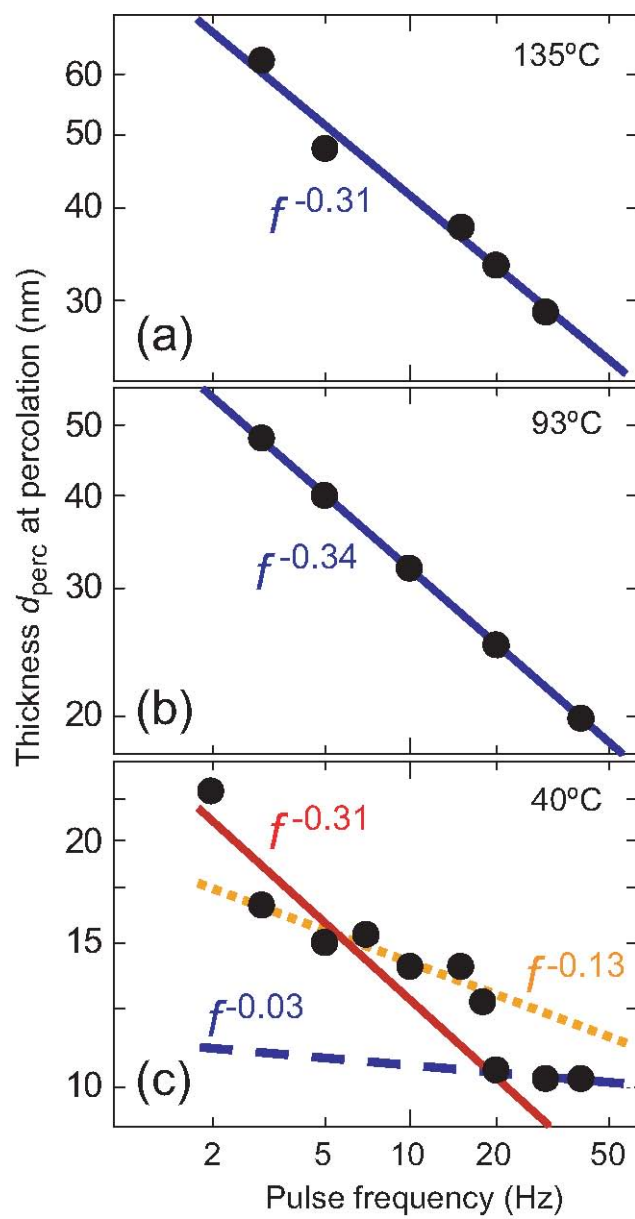 Thickness d_perc at percolation (nm)
135ºC
60
50
40
30
f^-0.31
(a)
93ºC
50
40
30
20
f^-0.34
(b)
40ºC
20
15
10
f^-0.31
f^-0.13
f^-0.03
(c)
2 5 10 20 50
Pulse frequency (Hz)